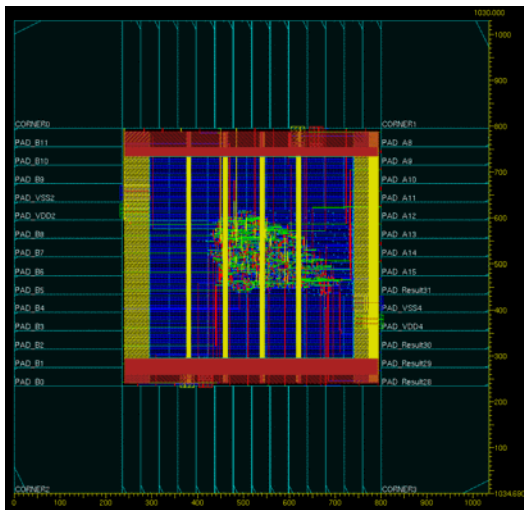 1030.000
1000
CORNER0 CORNER1
PAD_B11 PAD_A8
PAD_B10 PAD_A9
PAD_B9 PAD_A10
PAD_VSS2 PAD_A11
PAD_VDD2 PAD_A12
PAD_B8 PAD_A13
PAD_B7 PAD_A14
PAD_B6 PAD_A15
PAD_B5 PAD_Result31
PAD_B4 PAD_VSS4
PAD_B3 PAD_VDD4
PAD_B2 PAD_Result30
PAD_B1 PAD_Result29
PAD_B0 PAD_Result28
900
800
700
600
500
400
300
200
100
CORNER2 CORNER3
0 100 200 300 400 500 600 700 800 900 1000
1034.690